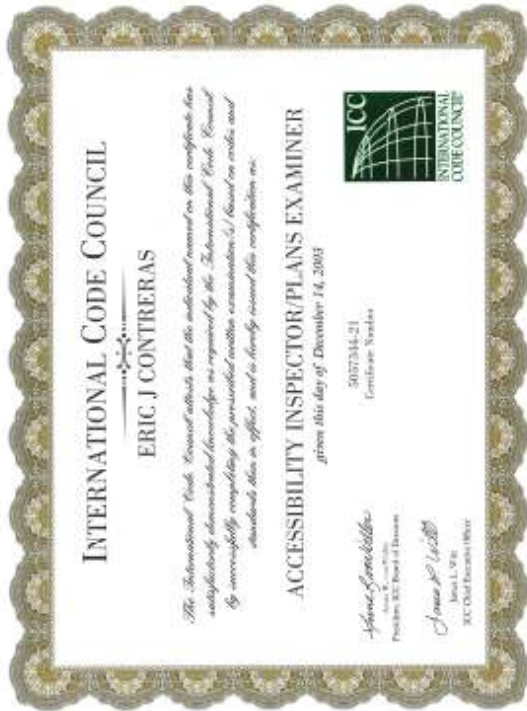 INTERNATIONAL CODE COUNCIL
ERIC J CONTRERAS
The International Code Council attests that the individual named on this certificate has
satisfactorily demonstrated knowledge as required by the International Code Council
by successfully completing the prescribed written examination(s) based on codes and
standards then in effect, and is hereby issued this certification as:
ACCESSIBILITY INSPECTOR/PLANS EXAMINER
given this day of December 14, 2003
5057544-21
Certificate Number
President, ICC Board of Directors
James L. Witt
ICC Chief Executive Officer
ICC
INTERNATIONAL
CODE COUNCIL®